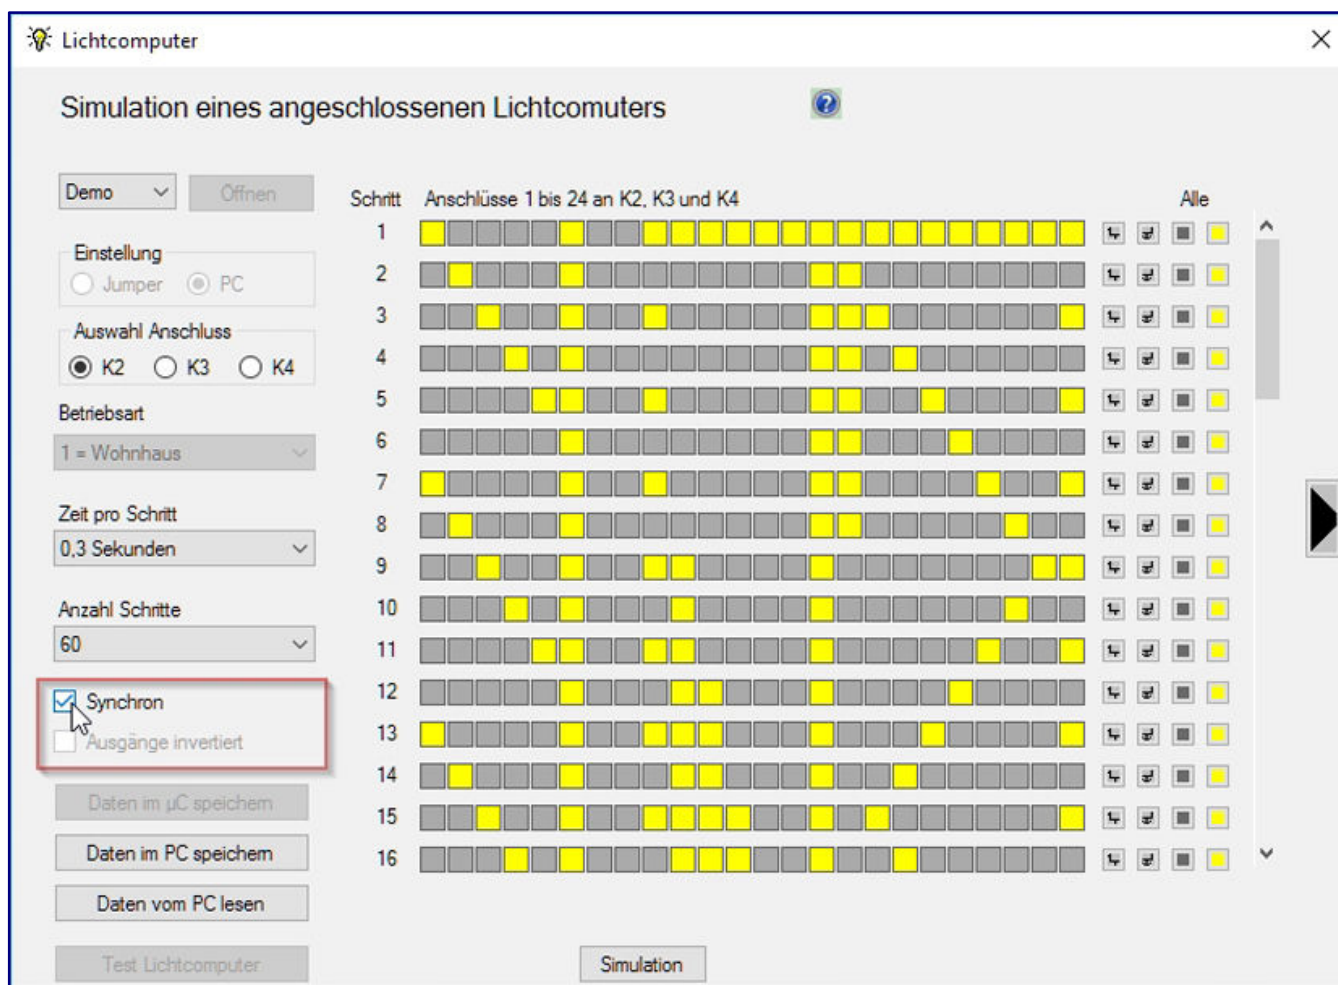 Lichtcomputer
Simulation eines angeschlossenen Lichtcomuters
Demo
Öffnen
Schritt Anschlüsse 1 bis 24 an K2, K3 und K4 Alle
Einstellung
Jumper PC
Auswahl Anschluss
K2 K3 K4
Betriebsart
1 = Wohnhaus
Zeit pro Schritt
0,3 Sekunden
Anzahl Schritte
60
Synchron
Ausgänge invertiert
Daten im µC speichern
Daten im PC speichern
Daten vom PC lesen
Test Lichtcomputer
1
2
3
4
5
6
7
8
9
10
11
12
13
14
15
16
Simulation